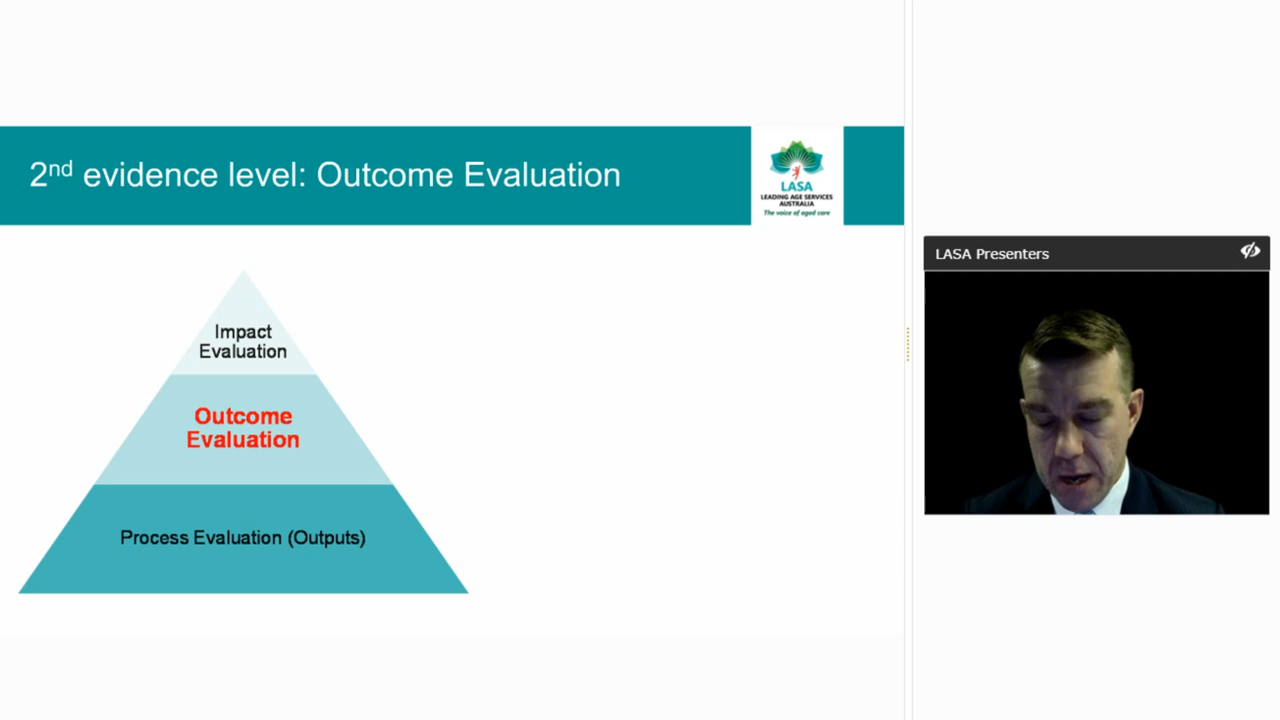 2nd evidence level: Outcome Evaluation
LASA
LEADING AGE SERVICES
AUSTRALIA
The voice of aged care
Impact
Evaluation
Outcome
Evaluation
Process Evaluation (Outputs)
LASA Presenters